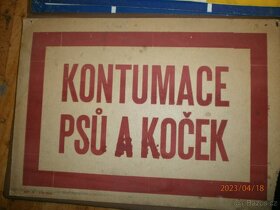 KONTUMACE
PSŮ A KOČEK
2023/04/18